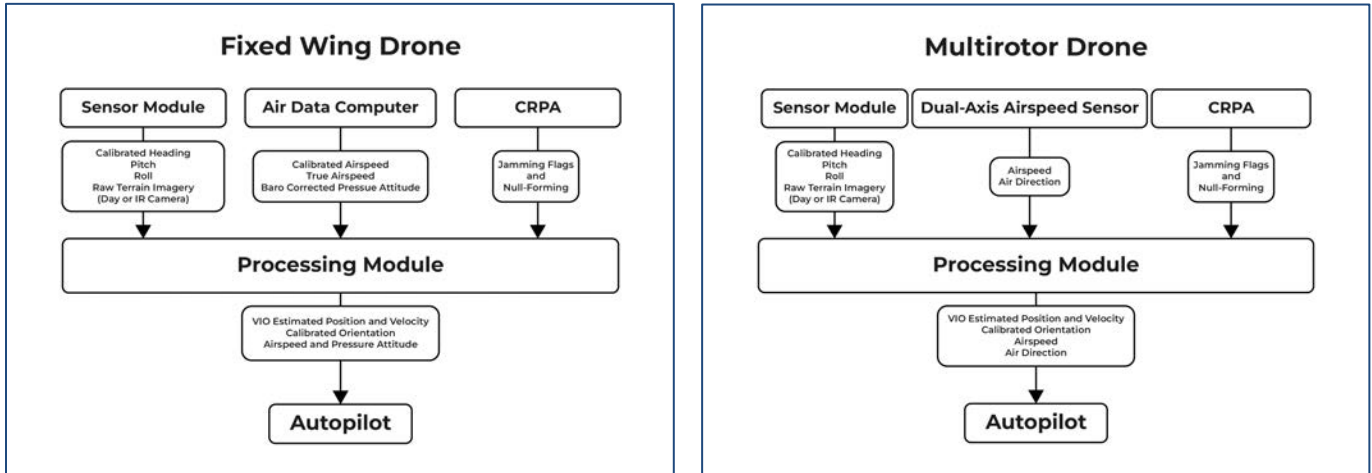 Fixed Wing Drone
Sensor Module
Air Data Computer
CRPA
Calibrated Heading
Pitch
Roll
Raw Terrain Imagery
(Day or IR Camera)
Calibrated Airspeed
True Airspeed
Baro Corrected Pressue Attitude
Jamming Flags
and
Null-Forming
Processing Module
VIO Estimated Position and Velocity
Calibrated Orientation
Airspeed and Pressure Attitude
Autopilot
Multirotor Drone
Sensor Module
Dual-Axis Airspeed Sensor
CRPA
Calibrated Heading
Pitch
Roll
Raw Terrain Imagery
(Day or IR Camera)
Airspeed
Air Direction
Jamming Flags
and
Null-Forming
Processing Module
VIO Estimated Position and Velocity
Calibrated Orientation
Airspeed
Air Direction
Autopilot